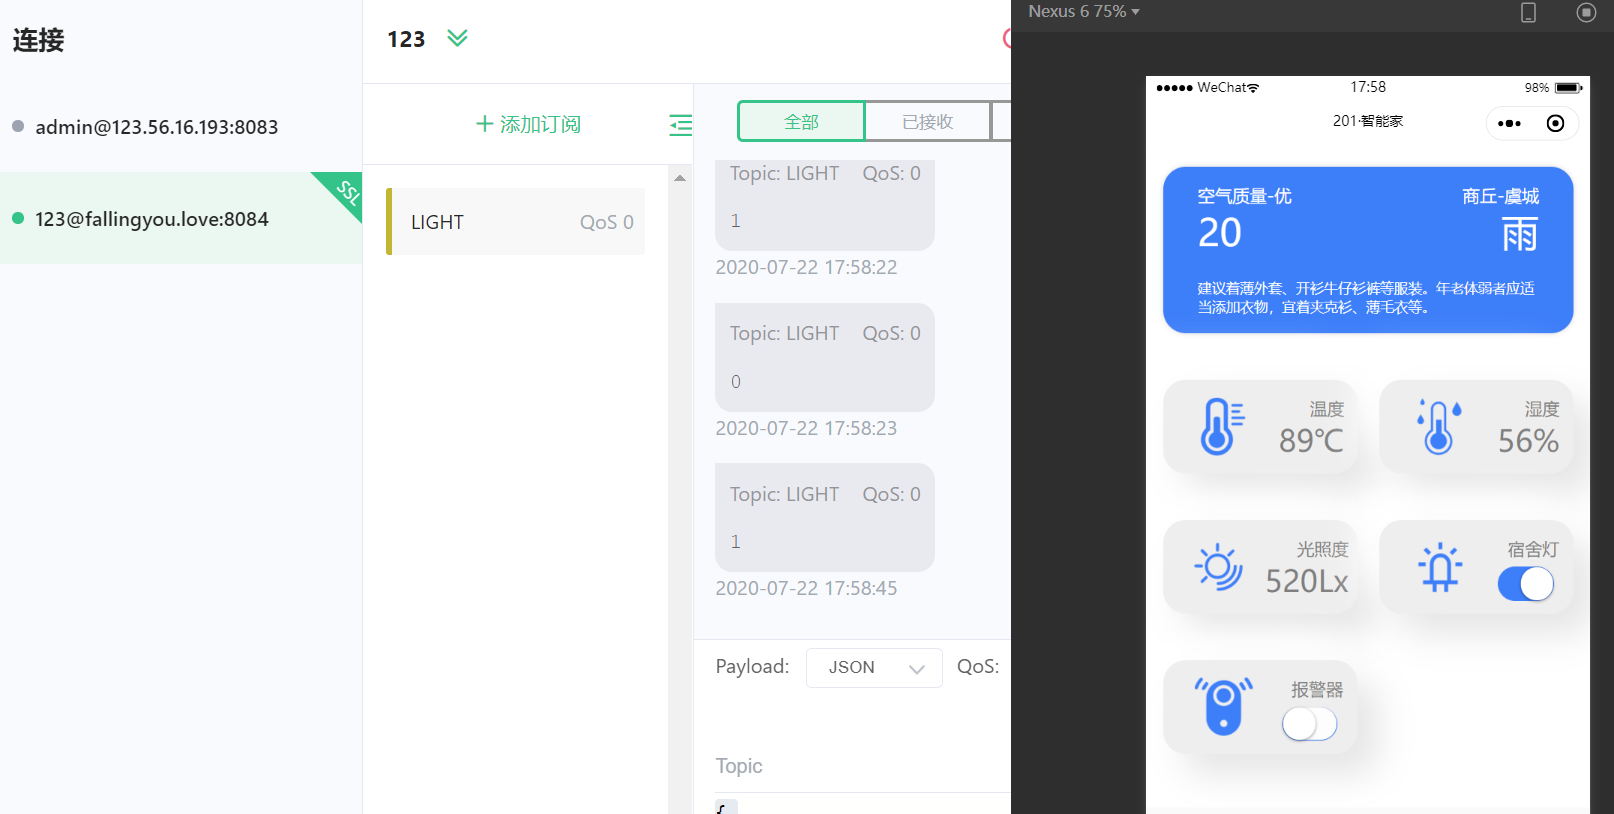 连接
admin@123.56.16.193:8083
SSL
123@fallingyou.love:8084
123
添加订阅
LIGHT QoS 0
全部 已接收
Topic: LIGHT QoS: 0
1
2020-07-22 17:58:22
Topic: LIGHT QoS: 0
0
2020-07-22 17:58:23
Topic: LIGHT QoS: 0
1
2020-07-22 17:58:45
Payload: JSON QoS:
Topic
{
Nexus 6 75%
WeChat 17:58 98%
201·智能家
空气质量-优 商丘-虞城
20 雨
建议着薄外套、开衫牛仔衫裤等服装。年老体弱者应适
当添加衣物，宜着夹克衫、薄毛衣等。
温度
89℃
湿度
56%
光照度
520Lx
宿舍灯
报警器